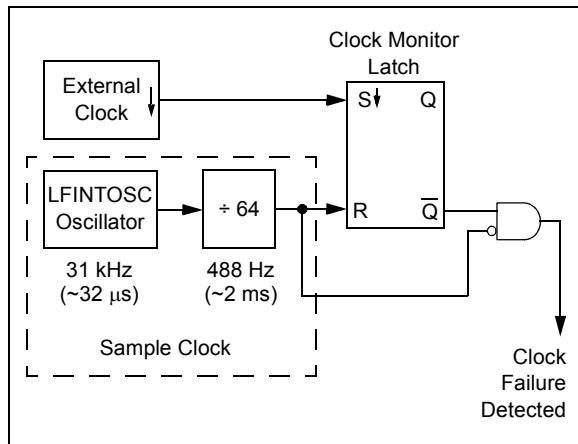 Clock Monitor
Latch
External
Clock
S
Q
LFINTOSC
Oscillator
÷ 64
R
Q
31 kHz
(~32 μs)
488 Hz
(~2 ms)
Sample Clock
Clock
Failure
Detected